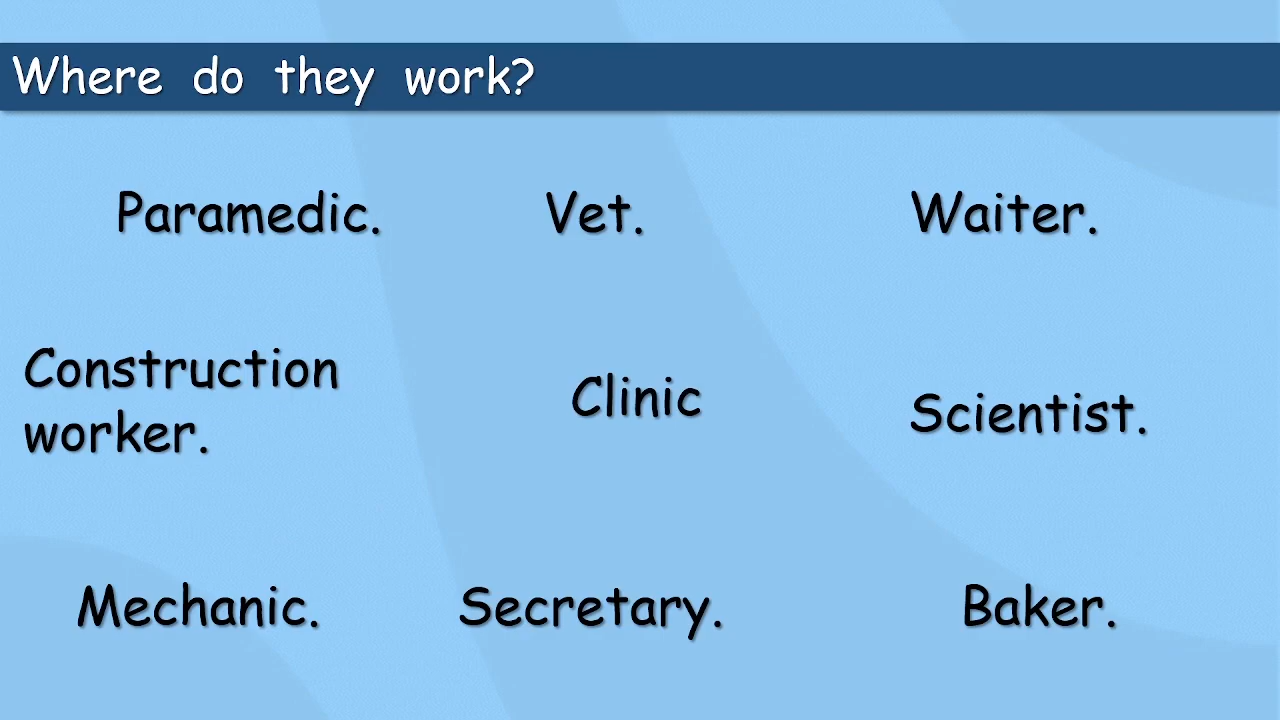 Where do they work?
Paramedic.
Vet.
Waiter.
Construction
worker.
Clinic
Scientist.
Mechanic.
Secretary.
Baker.